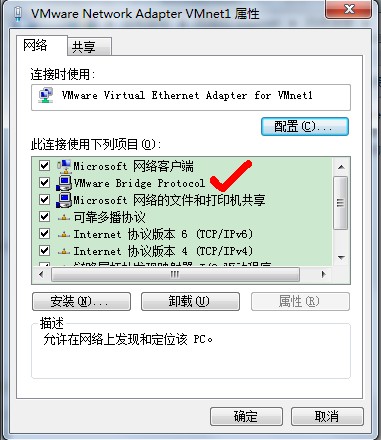 VMware Network Adapter VMnet1 属性
网络
共享
连接时使用:
VMware Virtual Ethernet Adapter for VMnet1
配置(C)...
此连接使用下列项目(O):
Microsoft 网络客户端
VMware Bridge Protocol
Microsoft 网络的文件和打印机共享
可靠多播协议
Internet 协议版本 6 (TCP/IPv6)
Internet 协议版本 4 (TCP/IPv4)
安装(N)...
卸载(U)
属性(R)
描述
允许在网络上发现和定位该 PC。
确定
取消